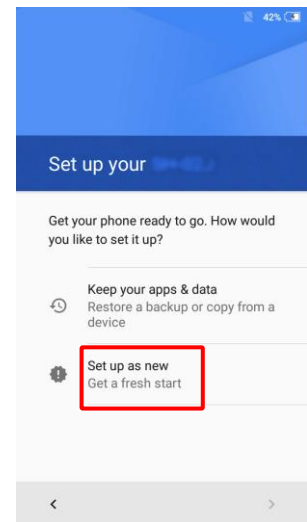 42%
Set up your
Get your phone ready to go. How would
you like to set it up?
Keep your apps & data
Restore a backup or copy from a
device
Set up as new
Get a fresh start